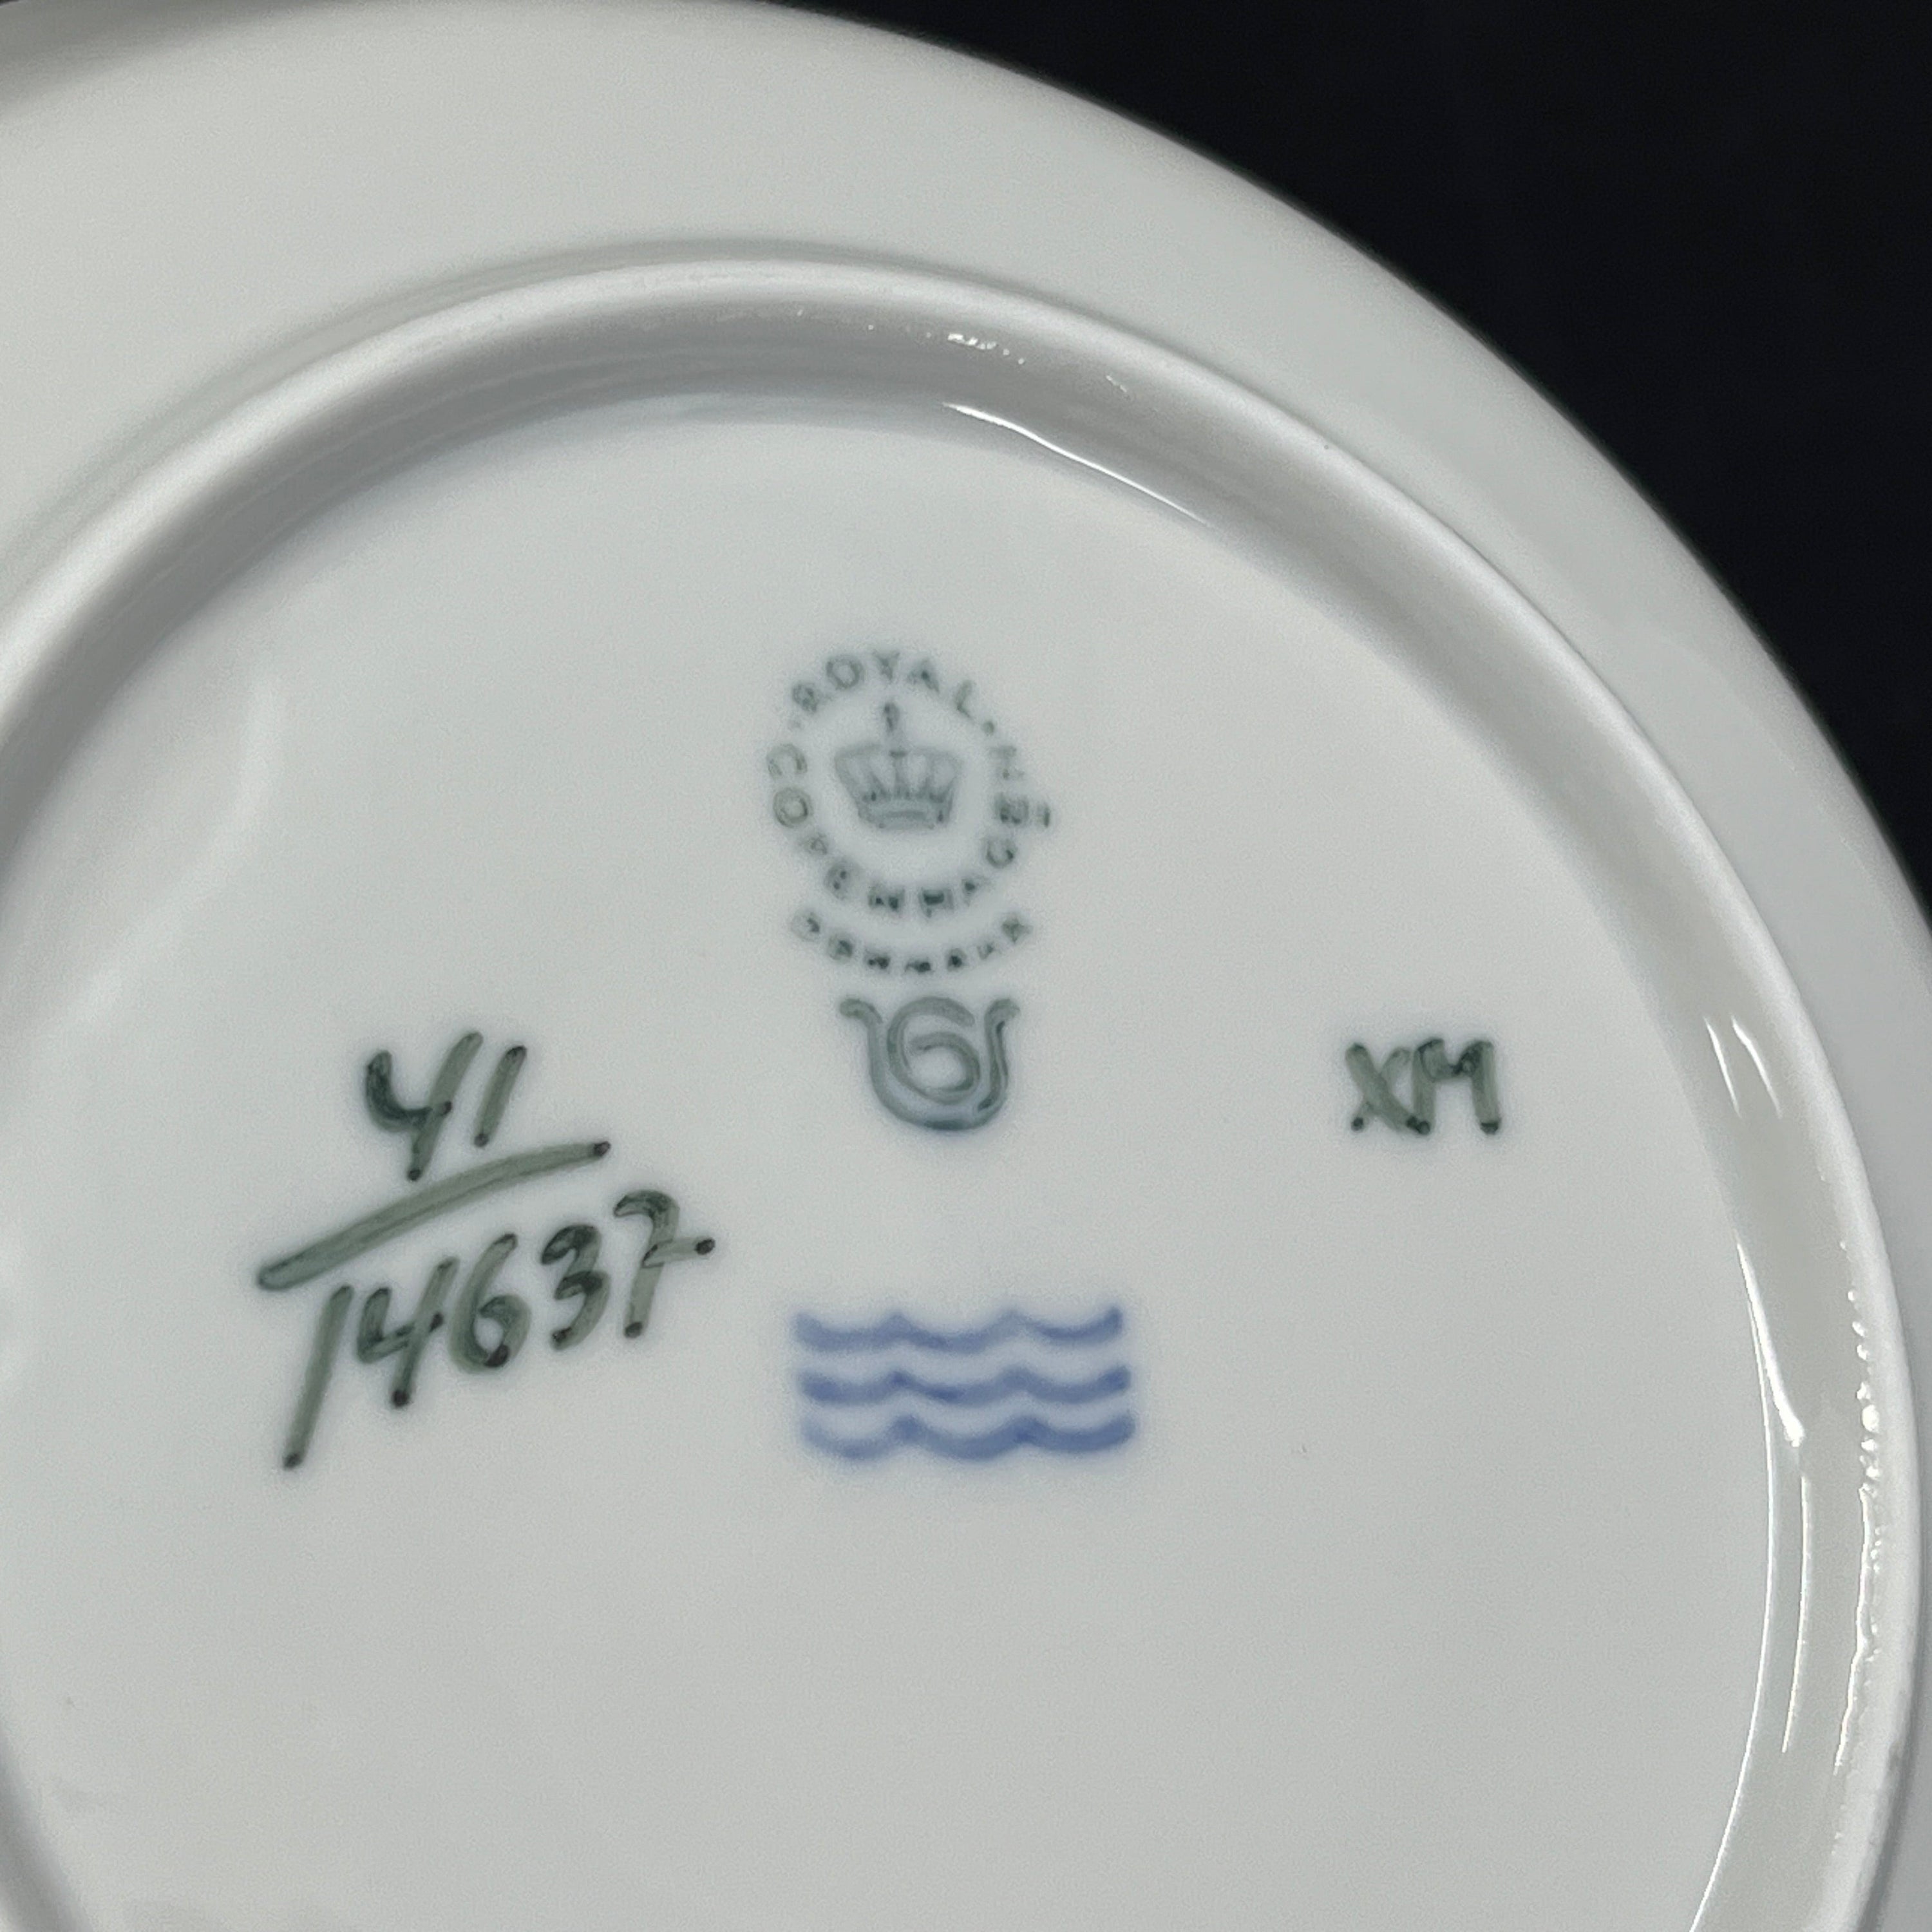 ROYAL
COPENHAGEN
DENMARK
41
14637
XM